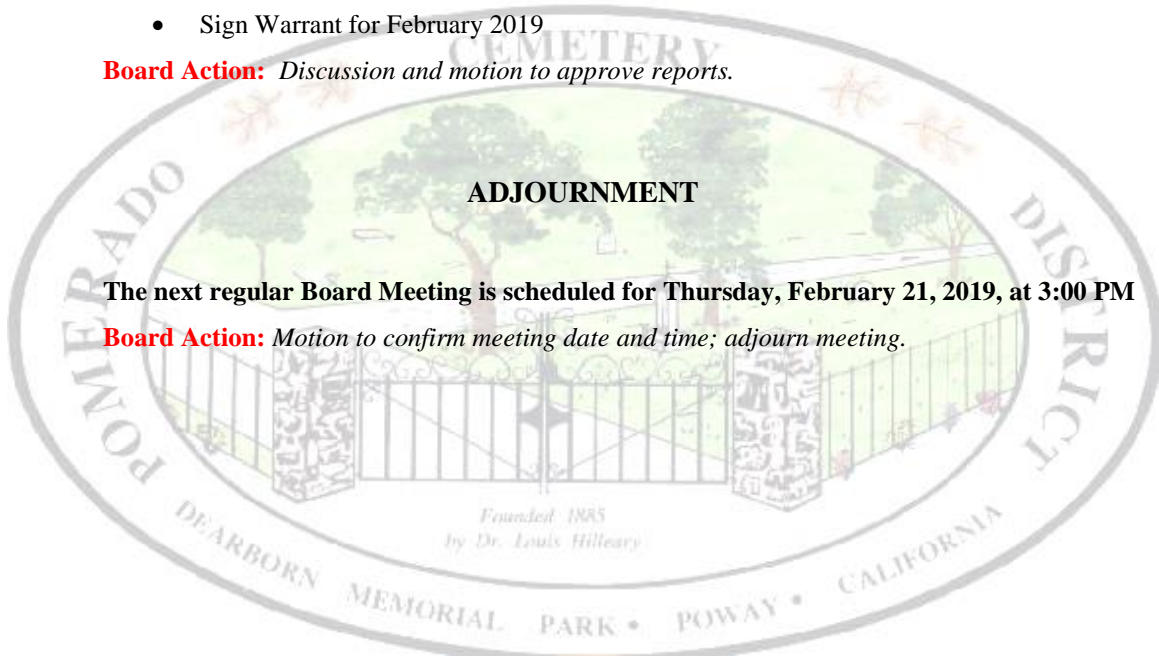 • Sign Warrant for February 2019
Board Action: Discussion and motion to approve reports.
ADJOURNMENT
The next regular Board Meeting is scheduled for Thursday, February 21, 2019, at 3:00 PM
Board Action: Motion to confirm meeting date and time; adjourn meeting.
POMERADO CEMETERY DISTRICT
Founded 1885
by Dr. Louis Hilleary
DEARBORN MEMORIAL PARK • POWAY • CALIFORNIA